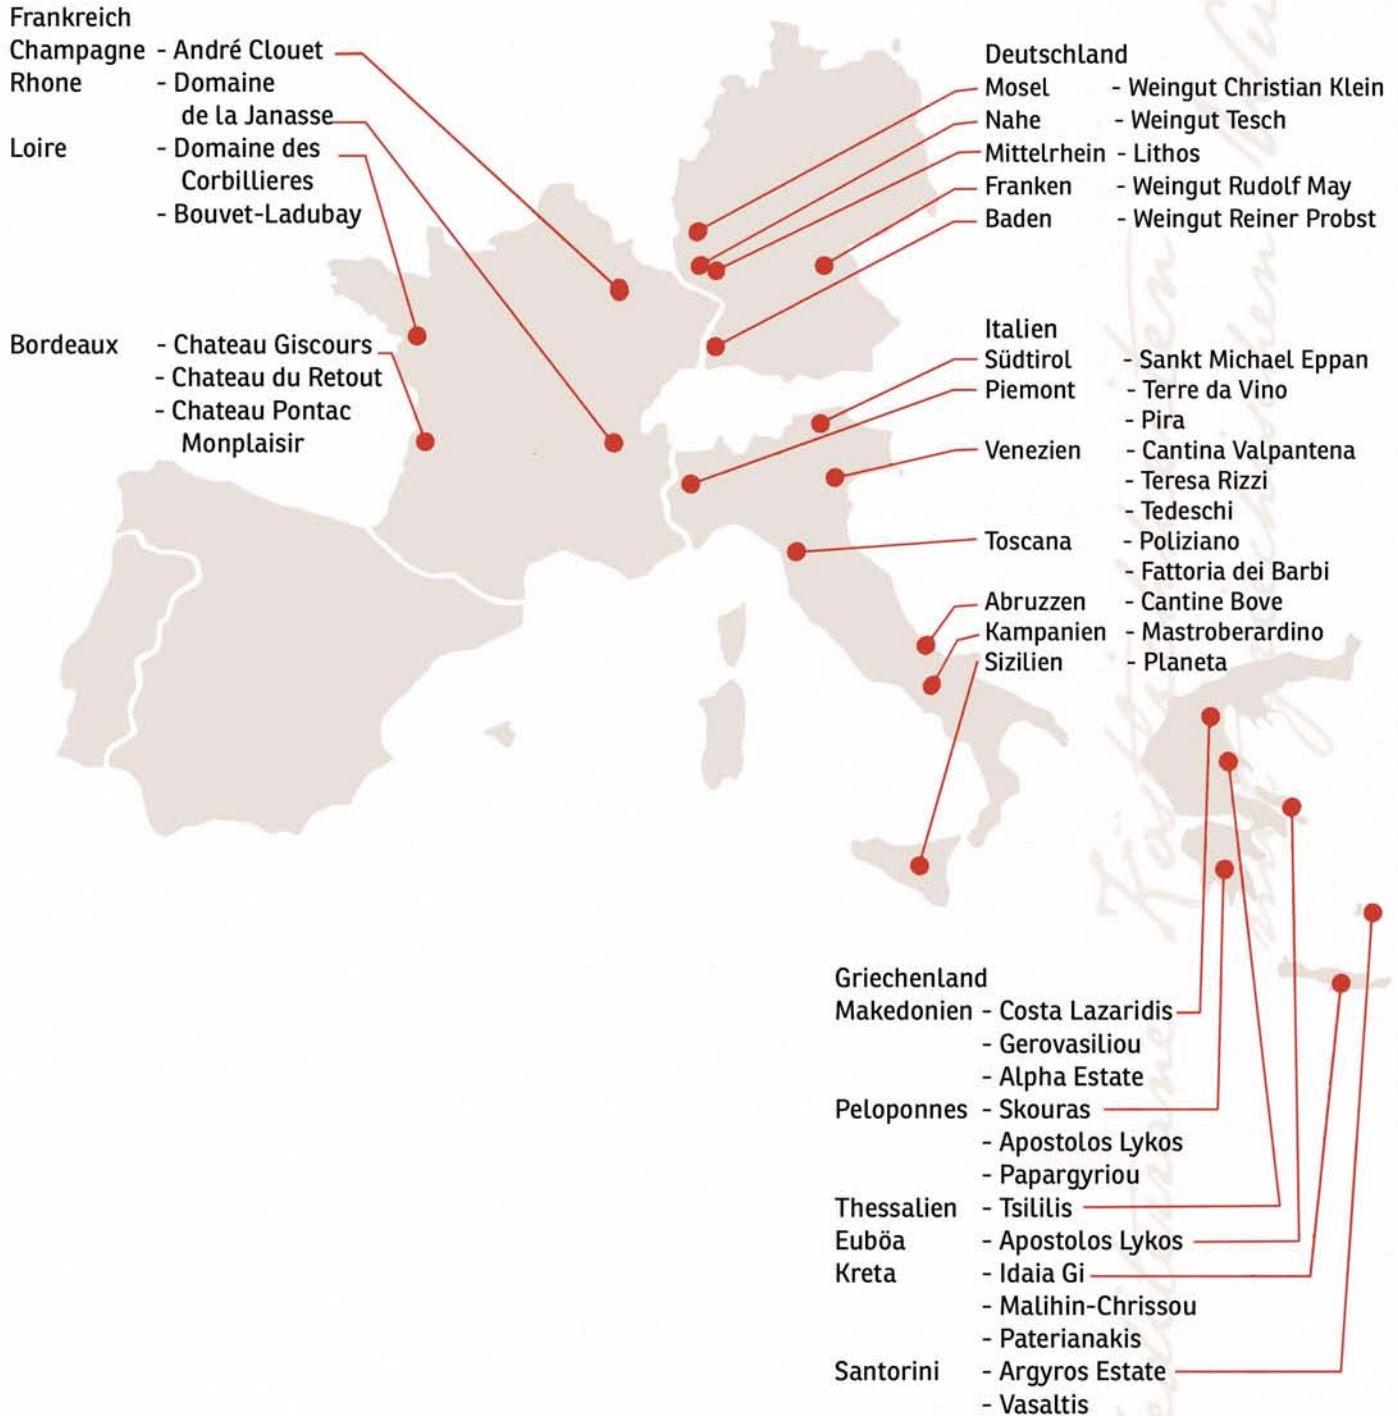 Frankreich
Champagne - André Clouet
Rhone - Domaine
de la Janasse
Loire - Domaine des
Corbillieres
- Bouvet-Ladubay
Bordeaux - Chateau Giscours
- Chateau du Retout
- Chateau Pontac
Monplaisir
Deutschland
Mosel - Weingut Christian Klein
Nahe - Weingut Tesch
Mittelrhein - Lithos
Franken - Weingut Rudolf May
Baden - Weingut Reiner Probst
Italien
Südtirol - Sankt Michael Eppan
Piemont - Terre da Vino
- Pira
Venezien - Cantina Valpantena
- Teresa Rizzi
- Tedeschi
Toscana - Poliziano
- Fattoria dei Barbi
Abruzzen - Cantine Bove
Kampanien - Mastroberardino
Sizilien - Planeta
Griechenland
Makedonien - Costa Lazaridis
- Gerovasiliou
- Alpha Estate
Peloponnes - Skouras
- Apostolos Lykos
- Papargyriou
Thessalien - Tsililis
Euböa - Apostolos Lykos
Kreta - Idaia Gi
- Malihin-Chrissou
- Paterianakis
Santorini - Argyros Estate
- Vasaltis